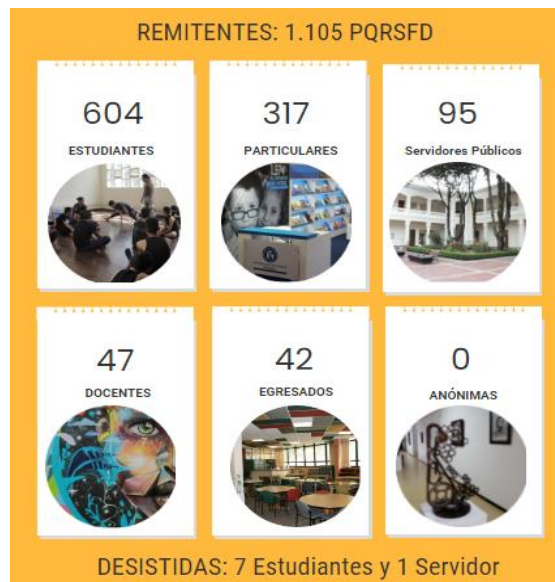 REMITENTES: 1.105 PQRSFD
604
ESTUDIANTES
317
PARTICULARES
95
Servidores Públicos
47
DOCENTES
42
EGRESADOS
0
ANÓNIMAS
DESISTIDAS: 7 Estudiantes y 1 Servidor